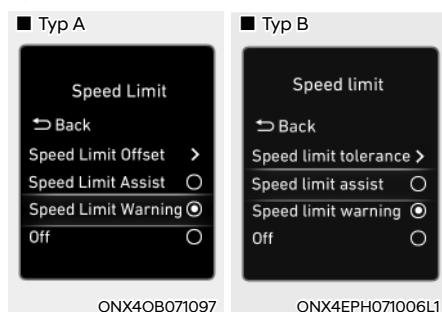 ■ Typ A
Speed Limit
⮌ Back
Speed Limit Offset >
Speed Limit Assist
Speed Limit Warning
Off
ONX4OB071097
■ Typ B
Speed limit
⮌ Back
Speed limit tolerance >
Speed limit assist
Speed limit warning
Off
ONX4EPH071006L1